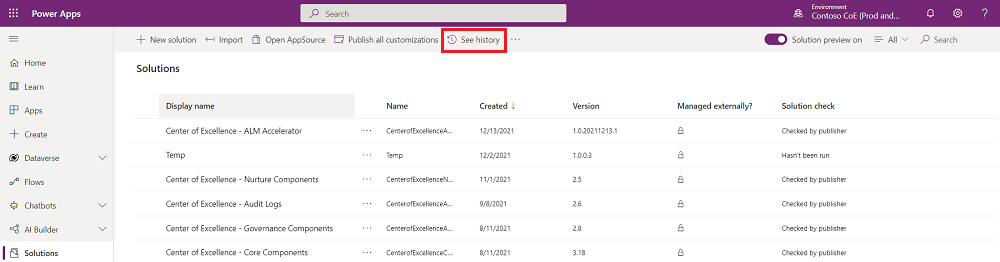 Power Apps
Search
Environment
Contoso CoE (Prod and...
?
+ New solution
Import
Open AppSource
Publish all customizations
See history
...
Solution preview on
All
Search
Home
Learn
Apps
Create
Dataverse
Flows
Chatbots
AI Builder
Solutions
Solutions
Display name Name Created ↓ Version Managed externally? Solution check
Center of Excellence - ALM Accelerator ... CenterofExcellenceA... 12/13/2021 1.0.20211213.1 Checked by publisher
Temp ... Temp 12/2/2021 1.0.0.3 Hasn't been run
Center of Excellence - Nurture Components ... CenterofExcellenceN... 11/1/2021 2.5 Checked by publisher
Center of Excellence - Audit Logs ... CenterofExcellenceA... 9/8/2021 2.6 Checked by publisher
Center of Excellence - Governance Components ... CenterofExcellenceA... 8/11/2021 2.8 Checked by publisher
Center of Excellence - Core Components ... CenterofExcellenceC... 8/11/2021 3.18 Checked by publisher